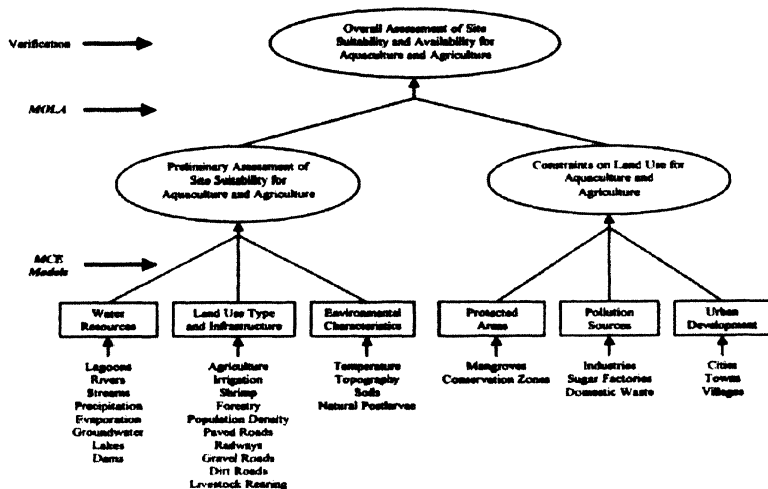 Overall Assessment of Site
Suitability and Availability for
Aquaculture and Agriculture
Verification
MOLA
Preliminary Assessment of
Site Suitability for
Aquaculture and Agriculture
Constraints on Land Use for
Aquaculture and
Agriculture
MCE
Models
Water
Resources
Land Use Type
and Infrastructure
Environmental
Characteristics
Protected
Areas
Pollution
Sources
Urban
Development
Lagoons
Rivers
Streams
Precipitation
Evaporation
Groundwater
Lakes
Dams
Agriculture
Irrigation
Shrimp
Forestry
Population Density
Paved Roads
Railways
Gravel Roads
Dirt Roads
Livestock Rearing
Temperature
Topography
Soils
Natural Postlarvae
Mangroves
Conservation Zones
Industries
Sugar Factories
Domestic Waste
Cities
Towns
Villages